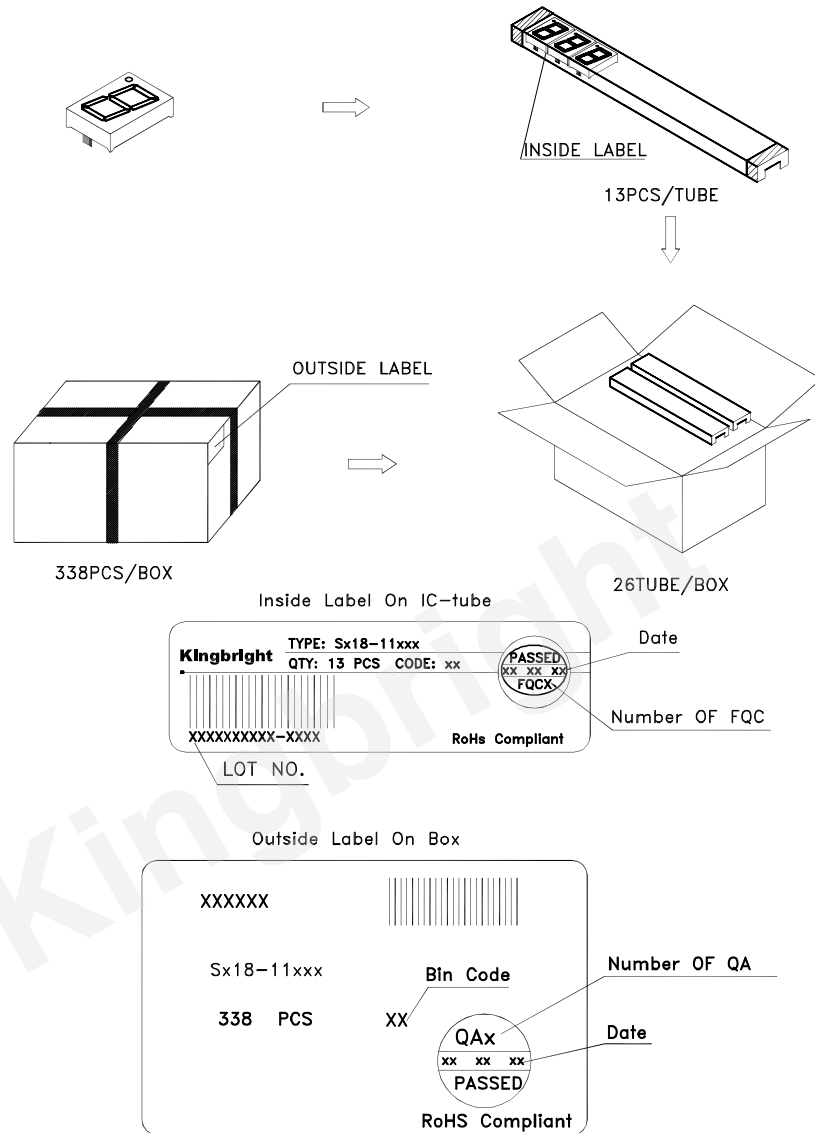 INSIDE LABEL
13PCS/TUBE
OUTSIDE LABEL
338PCS/BOX
26TUBE/BOX
Inside Label On IC-tube
Kingbright
TYPE: Sx18-11xxx
QTY: 13 PCS CODE: xx
PASSED
xx xx xx
FQCX
Date
Number OF FQC
XXXXXXXXXX-XXXX
RoHs Compliant
LOT NO.
Outside Label On Box
XXXXXX
Sx18-11xxx
Bin Code
Number OF QA
338 PCS
XX
QAx
xx xx xx
PASSED
Date
RoHS Compliant
Kingbright